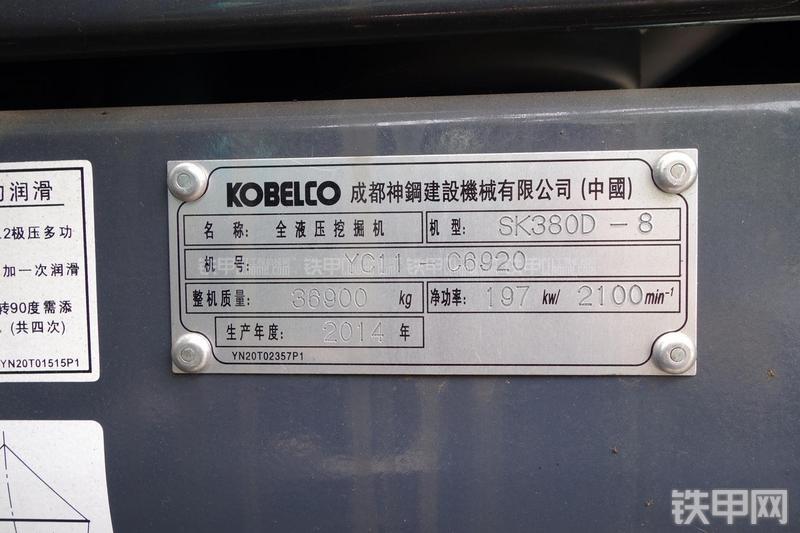 KOBELCO 成都神鋼建設機械有限公司(中國)
名称: 全液压挖掘机 机型: SK380D-8
机号: YC11-C6920
整机质量: 36900 kg 净功率: 197 kw/ 2100min⁻¹
生产年度: 2014 年
YN20T02357P1
润滑
.2极压多功
加一次润滑
转90度需添
(共四次)
YN20T01515P1
铁甲网